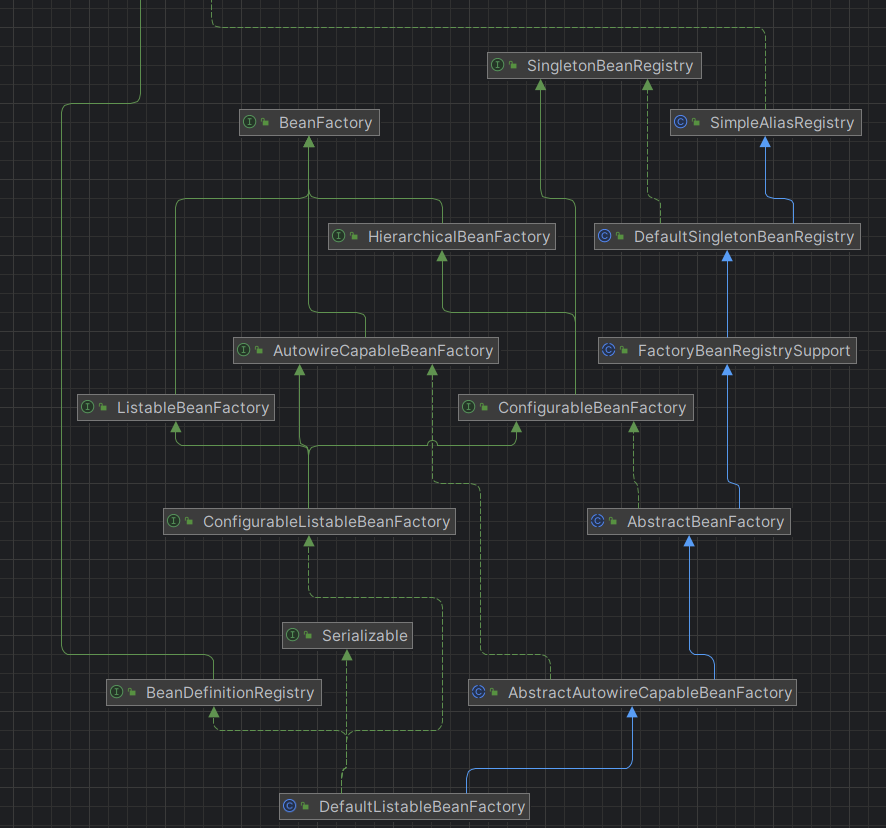 SingletonBeanRegistry
BeanFactory
SimpleAliasRegistry
HierarchicalBeanFactory
DefaultSingletonBeanRegistry
AutowireCapableBeanFactory
FactoryBeanRegistrySupport
ListableBeanFactory
ConfigurableBeanFactory
ConfigurableListableBeanFactory
AbstractBeanFactory
Serializable
BeanDefinitionRegistry
AbstractAutowireCapableBeanFactory
DefaultListableBeanFactory